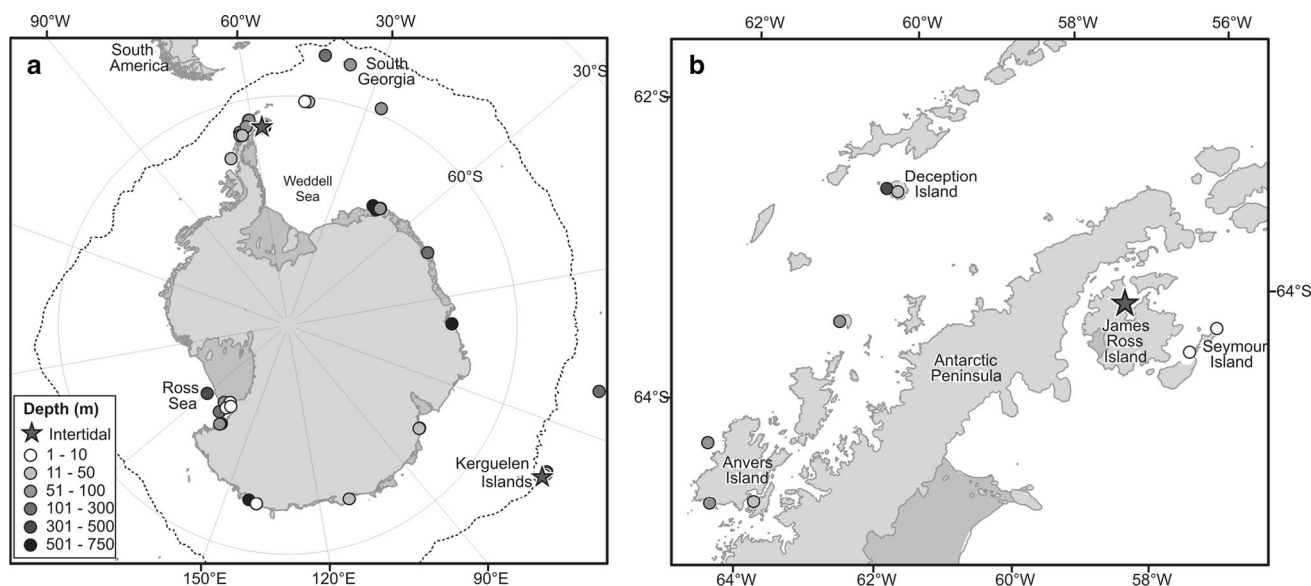 90°W
60°W
30°W
a
South
America
South
Georgia
30°S
Weddell
Sea
60°S
Ross
Sea
Depth (m)
Intertidal
1 - 10
11 - 50
51 - 100
101 - 300
301 - 500
501 - 750
Kerguelen
Islands
150°E
120°E
90°E
62°W
60°W
58°W
56°W
b
62°S
Deception
Island
64°S
James
Ross
Island
Seymour
Island
Antarctic
Peninsula
64°S
Anvers
Island
64°W
62°W
60°W
58°W